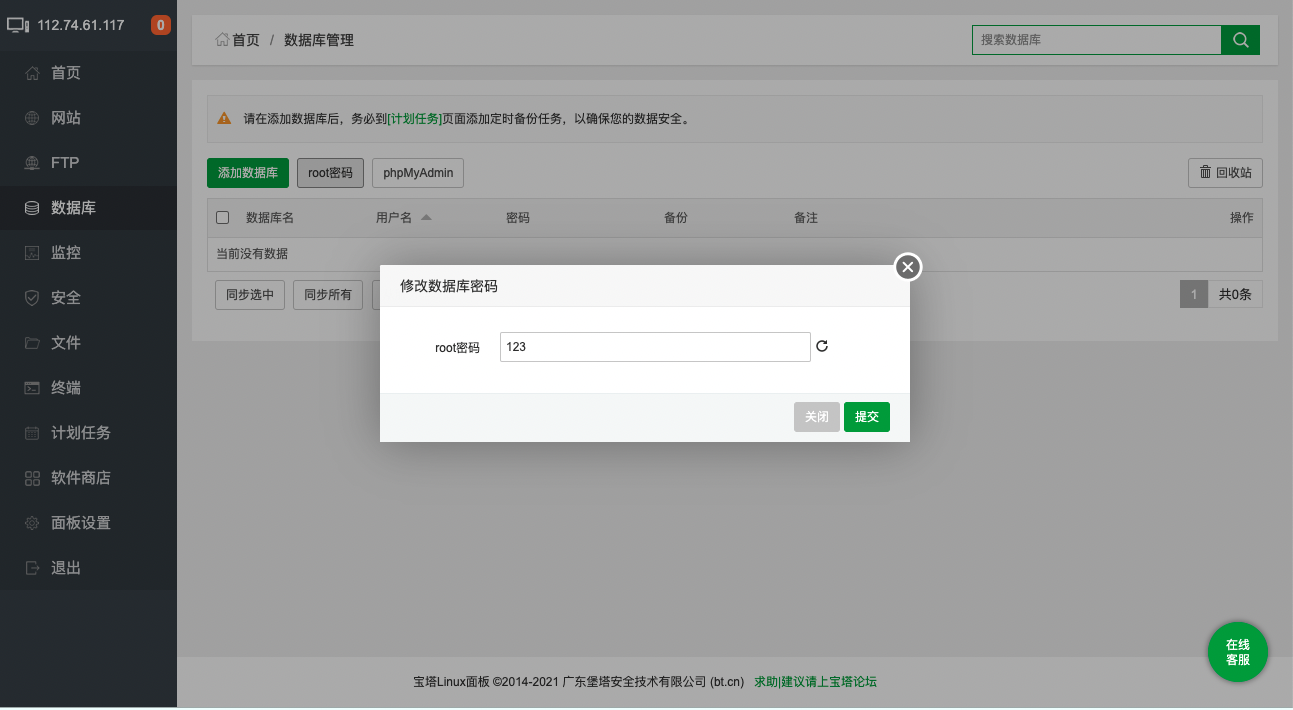 112.74.61.117
0
首页
网站
FTP
数据库
监控
安全
文件
终端
计划任务
软件商店
面板设置
退出
首页 / 数据库管理
搜索数据库
请在添加数据库后，务必到[计划任务]页面添加定时备份任务，以确保您的数据安全。
添加数据库 root密码 phpMyAdmin 回收站
数据库名 用户名 密码 备份 备注 操作
当前没有数据
同步选中 同步所有 1 共0条
修改数据库密码
root密码 123
关闭 提交
在线
客服
宝塔Linux面板 ©2014-2021 广东堡塔安全技术有限公司 (bt.cn) 求助|建议请上宝塔论坛